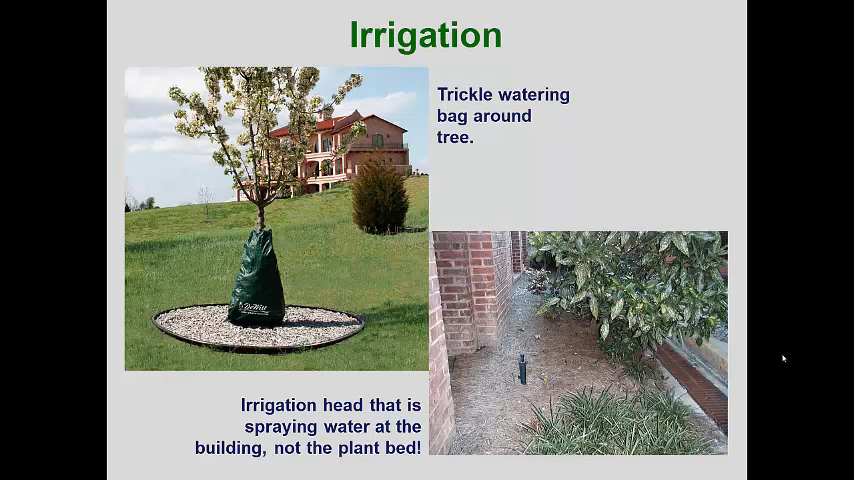 Irrigation
Trickle watering
bag around
tree.
DeWitt
Irrigation head that is
spraying water at the
building, not the plant bed!